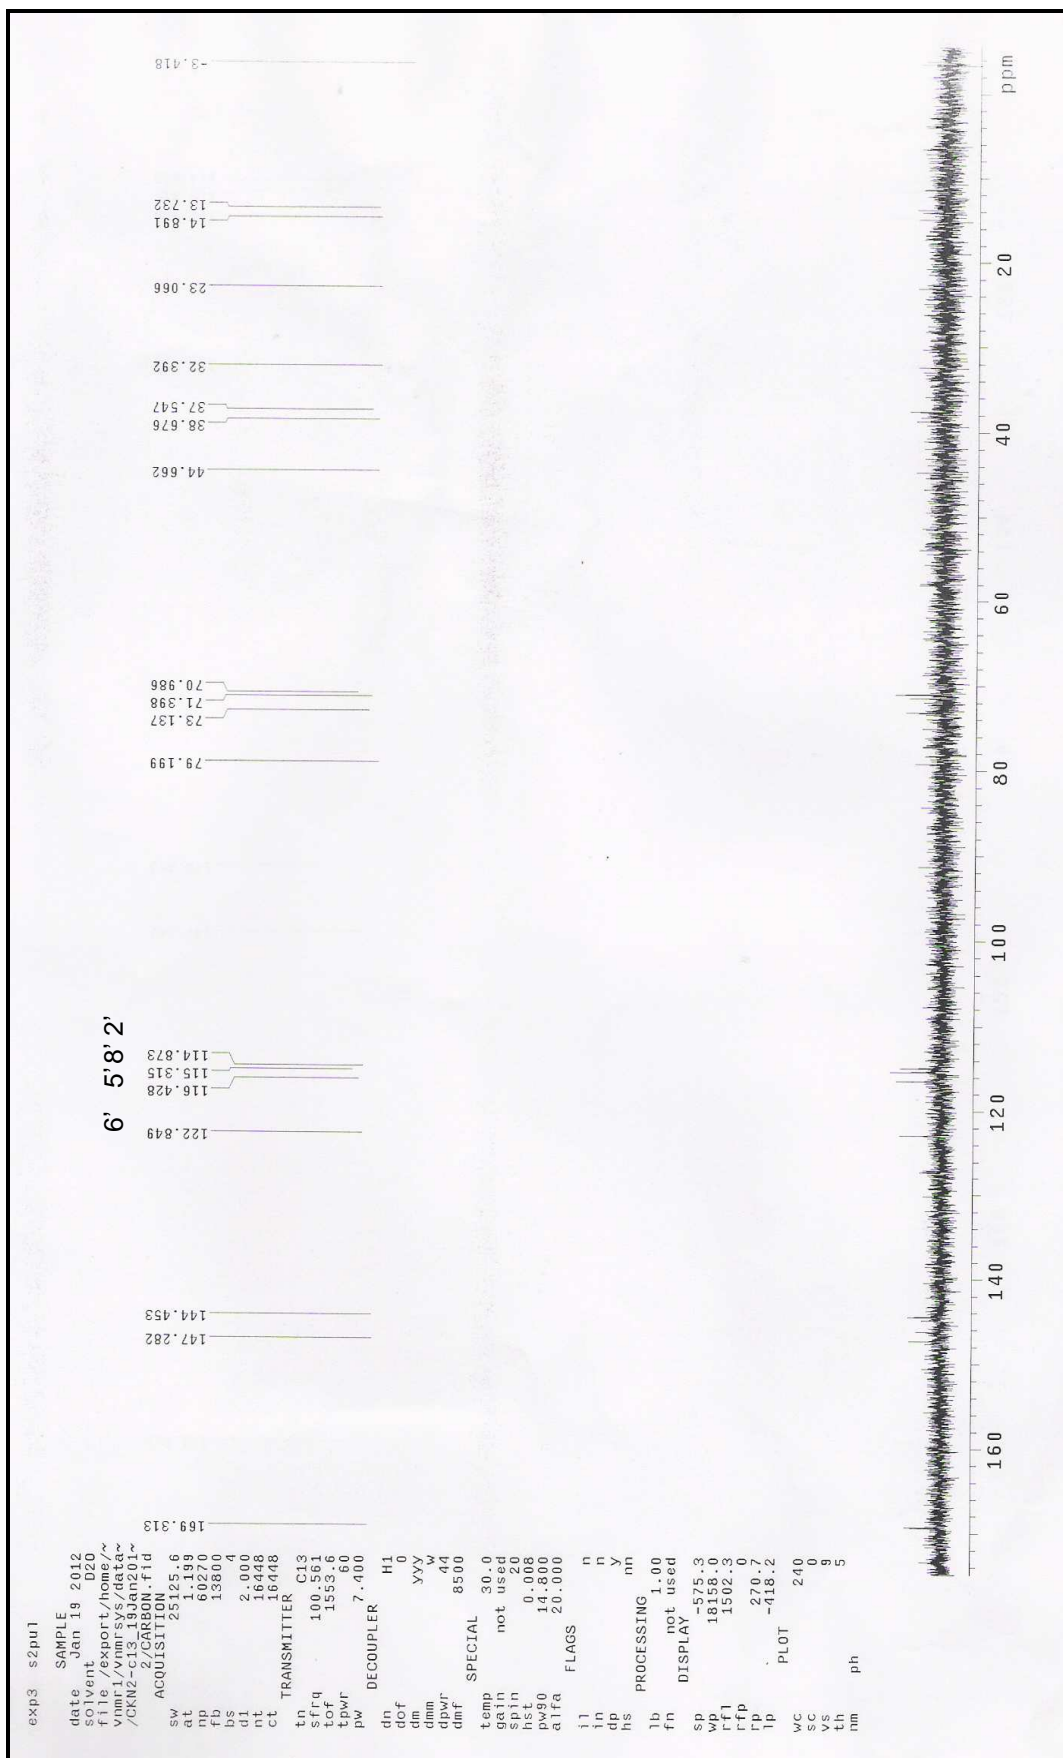 exp3 s2pul
SAMPLE
date Jan 19 2012
solvent D2O
file /export/home/~
vnmr1/vnmrsys/data~
/CKN2-c13_19Jan201~
2/CARBON.fid
ACQUISITION
sw 25125.6
at 1.199
np 60270
fb 13800
bs 4
d1 2.000
nt 16448
ct 16448
TRANSMITTER
tn C13
sfrq 100.561
tof 1553.6
tpwr 60
pw 7.400
DECOUPLER
dn H1
dof 0
dm yyy
dmm w
dpwr 44
dmf 8500
SPECIAL
temp 30.0
gain not used
spin 20
hst 0.008
pw90 14.800
alfa 20.000
FLAGS
il n
in n
dp y
hs nn
PROCESSING
lb 1.00
fn not used
DISPLAY
sp -575.3
wp 18158.0
rfl 1502.3
rfp 0
rp 270.7
lp -418.2
PLOT
wc 240
sc 0
vs 9
th 5
nm ph
6' 5' 8' 2'
169.313
147.282
144.453
122.849
116.428
115.315
114.873
79.199
73.137
71.398
70.986
44.662
38.676
37.547
32.392
23.066
14.891
13.732
-3.418
160 140 120 100 80 60 40 20 ppm